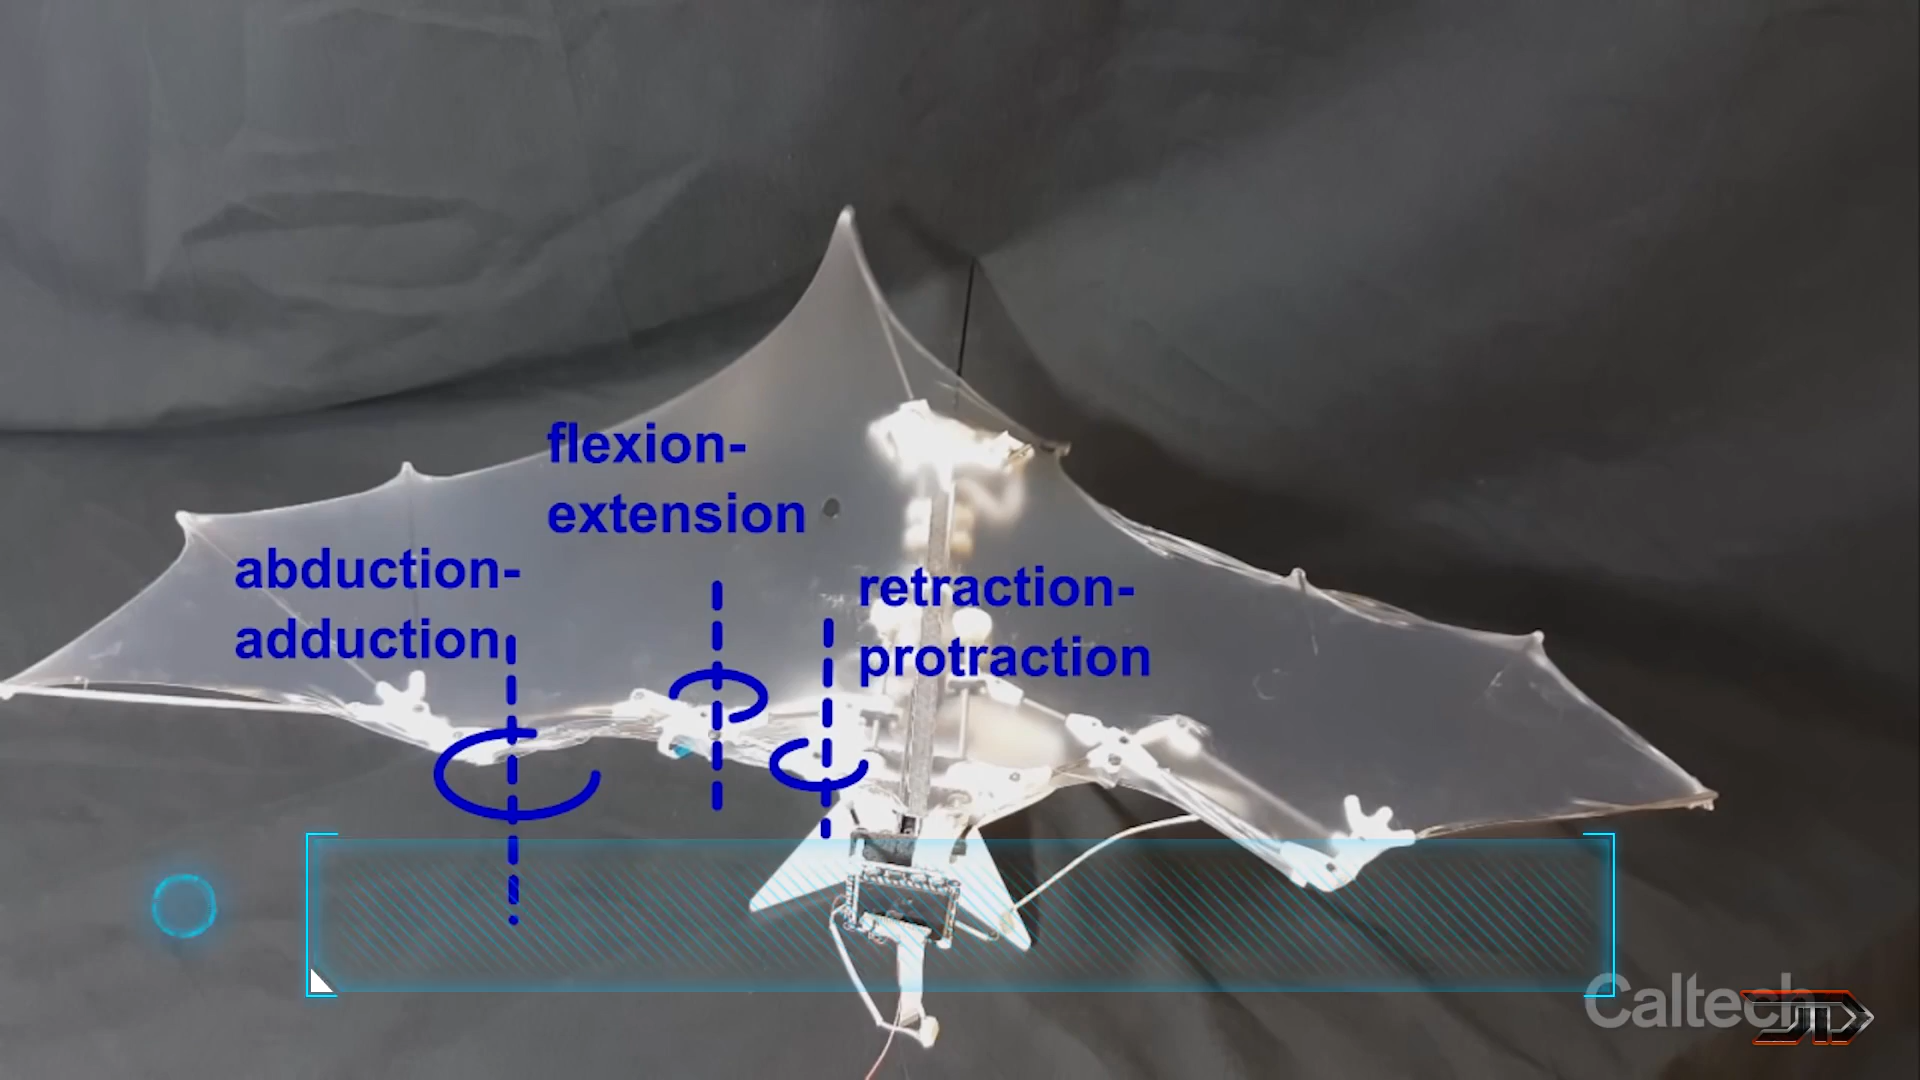 flexion-
extension
abduction-
adduction
retraction-
protraction
Caltech